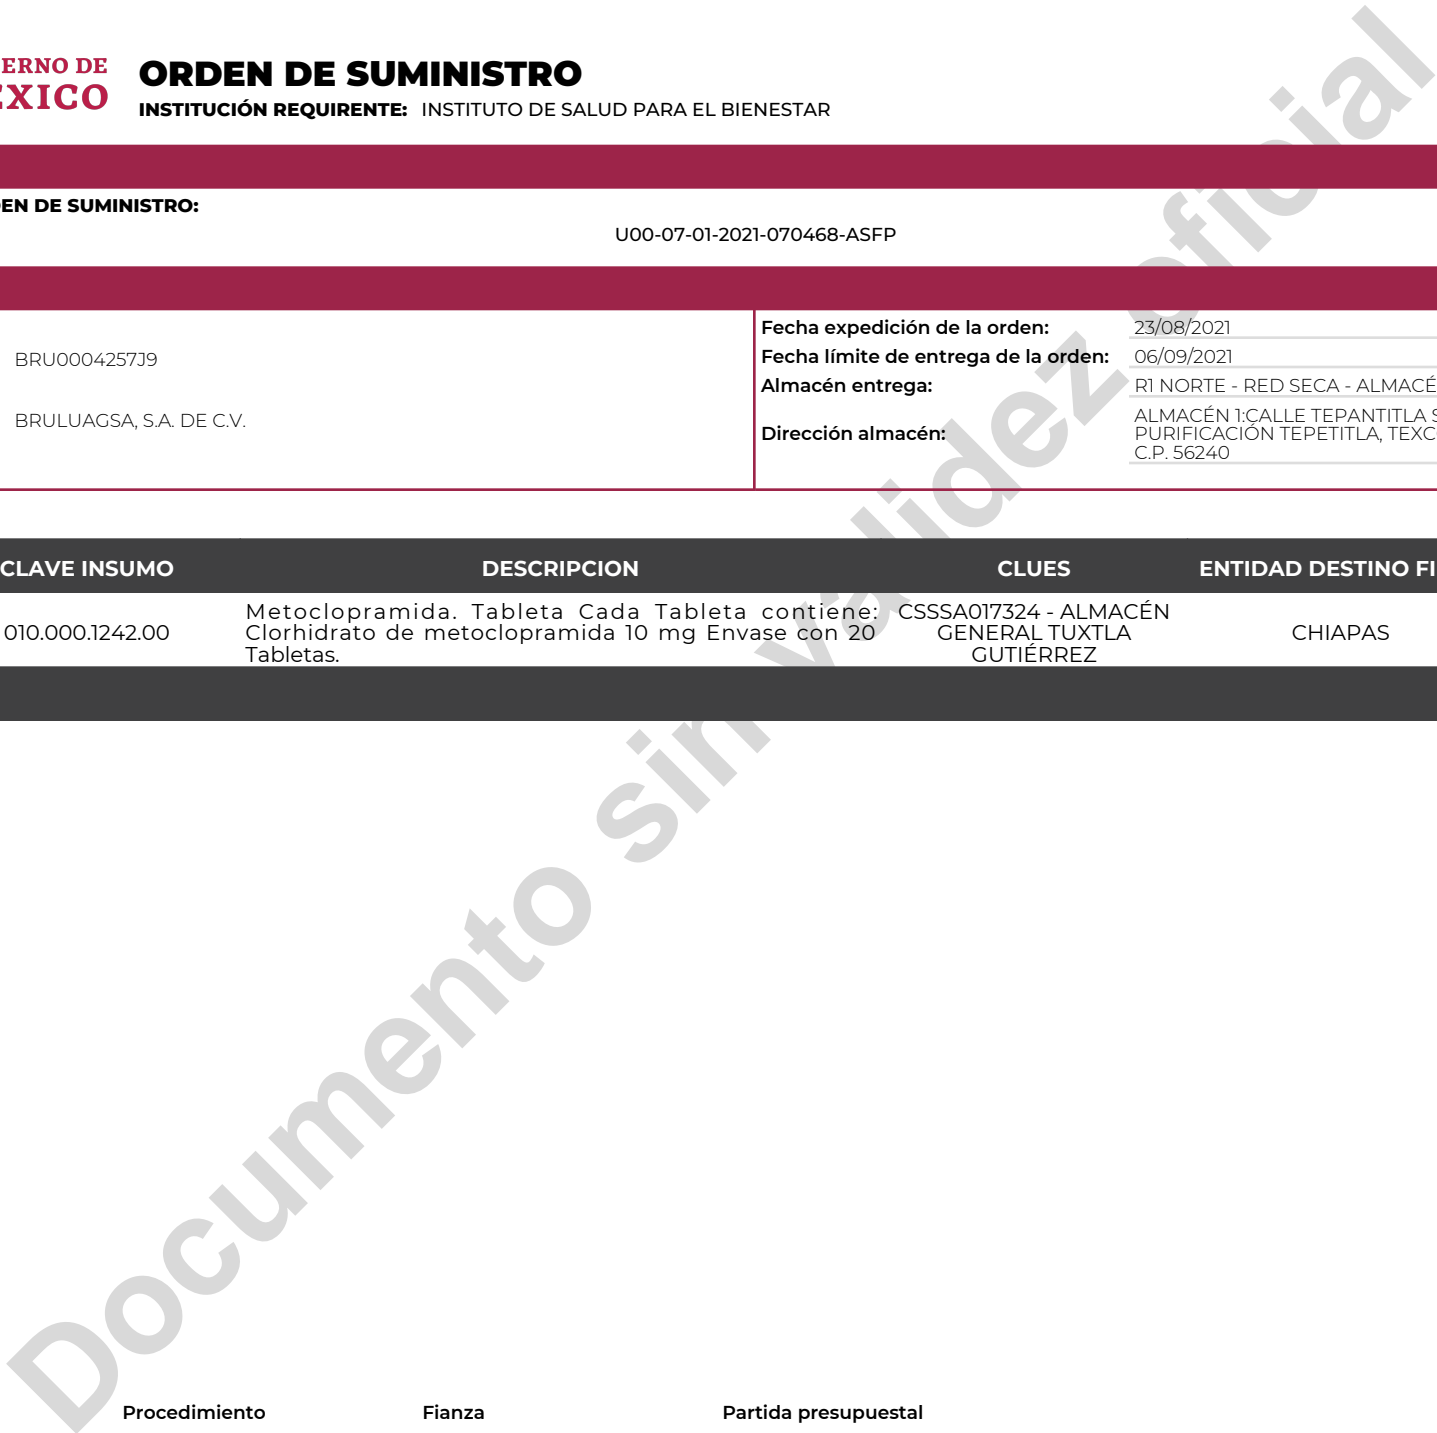 ERNO DE
EXICO
ORDEN DE SUMINISTRO
INSTITUCIÓN REQUIRENTE: INSTITUTO DE SALUD PARA EL BIENESTAR
EN DE SUMINISTRO:
U00-07-01-2021-070468-ASFP
BRU0004257J9
BRULUAGSA, S.A. DE C.V.
Fecha expedición de la orden: 23/08/2021
Fecha límite de entrega de la orden: 06/09/2021
Almacén entrega: R1 NORTE - RED SECA - ALMACÉ
Dirección almacén: ALMACÉN 1:CALLE TEPANTITLA S
PURIFICACIÓN TEPETITLA, TEXC
C.P. 56240
CLAVE INSUMO DESCRIPCION CLUES ENTIDAD DESTINO FI
010.000.1242.00
Metoclopramida. Tableta Cada Tableta contiene:
Clorhidrato de metoclopramida 10 mg Envase con 20
Tabletas.
CSSSA017324 - ALMACÉN
GENERAL TUXTLA
GUTIÉRREZ
CHIAPAS
Documento sin validez oficial
Procedimiento Fianza Partida presupuestal